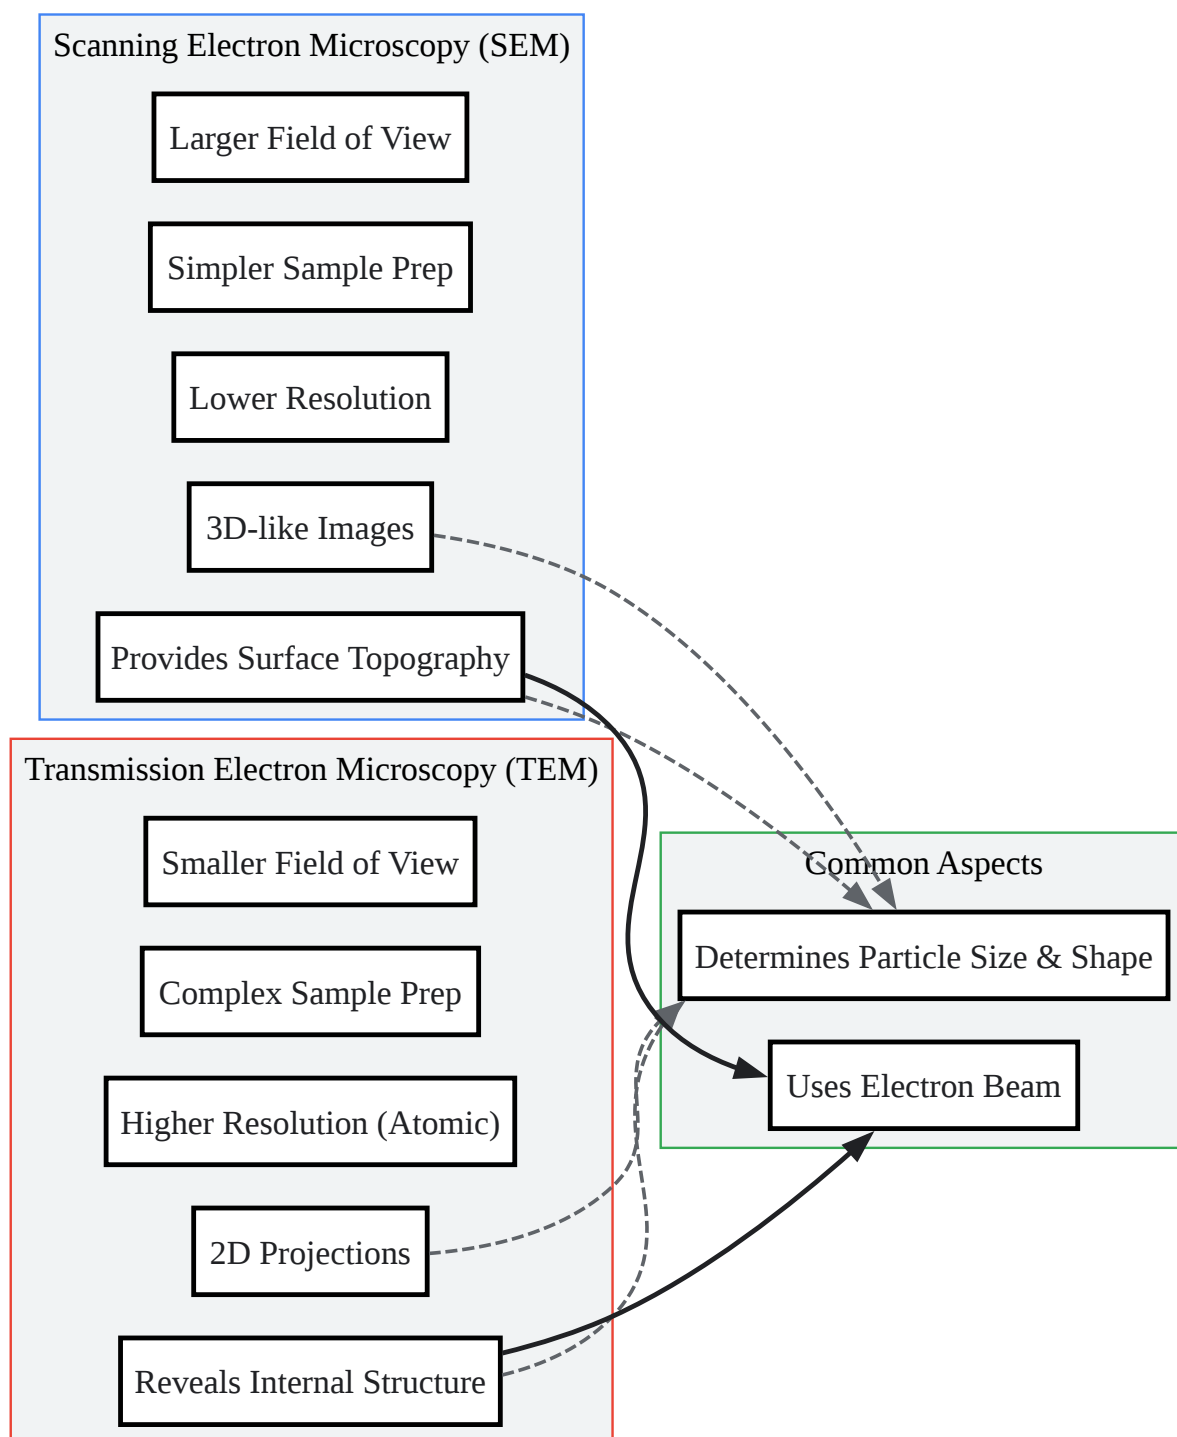 Scanning Electron Microscopy (SEM)
Larger Field of View
Simpler Sample Prep
Lower Resolution
3D-like Images
Provides Surface Topography
Transmission Electron Microscopy (TEM)
Smaller Field of View
Complex Sample Prep
Higher Resolution (Atomic)
2D Projections
Reveals Internal Structure
Common Aspects
Determines Particle Size & Shape
Uses Electron Beam